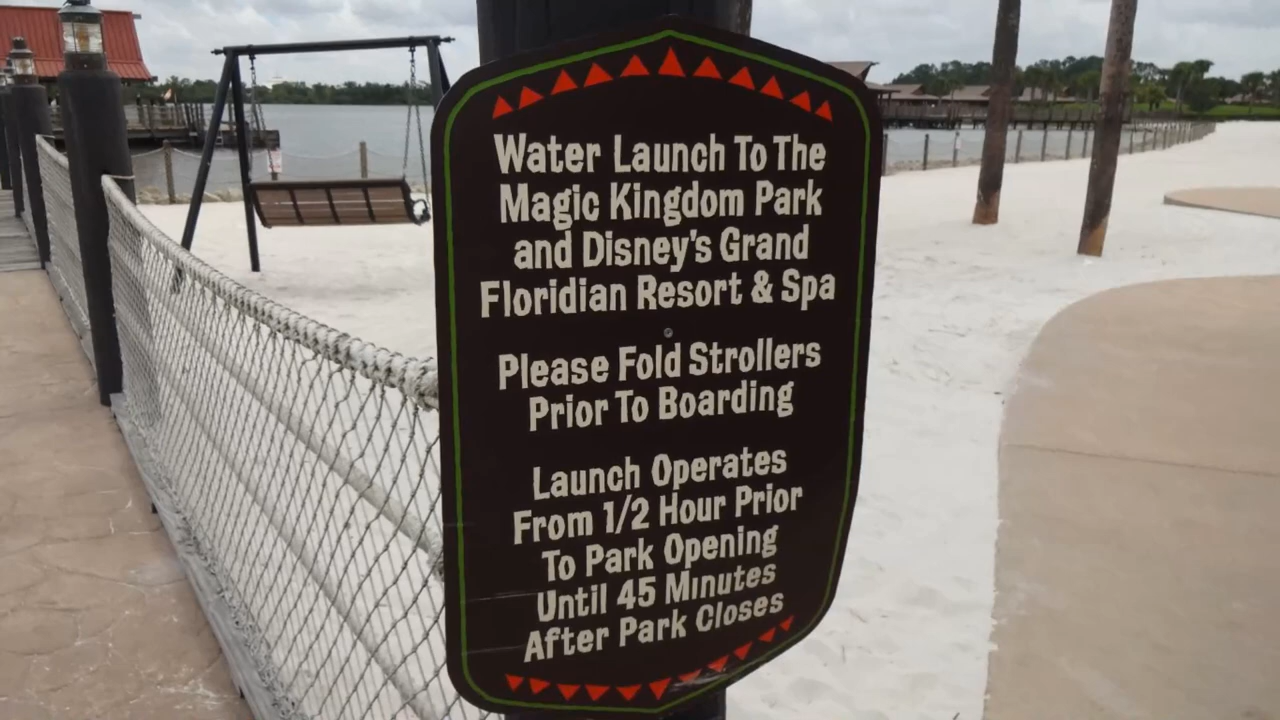 Water Launch To The
Magic Kingdom Park
and Disney's Grand
Floridian Resort & Spa
Please Fold Strollers
Prior To Boarding
Launch Operates
From 1/2 Hour Prior
To Park Opening
Until 45 Minutes
After Park Closes